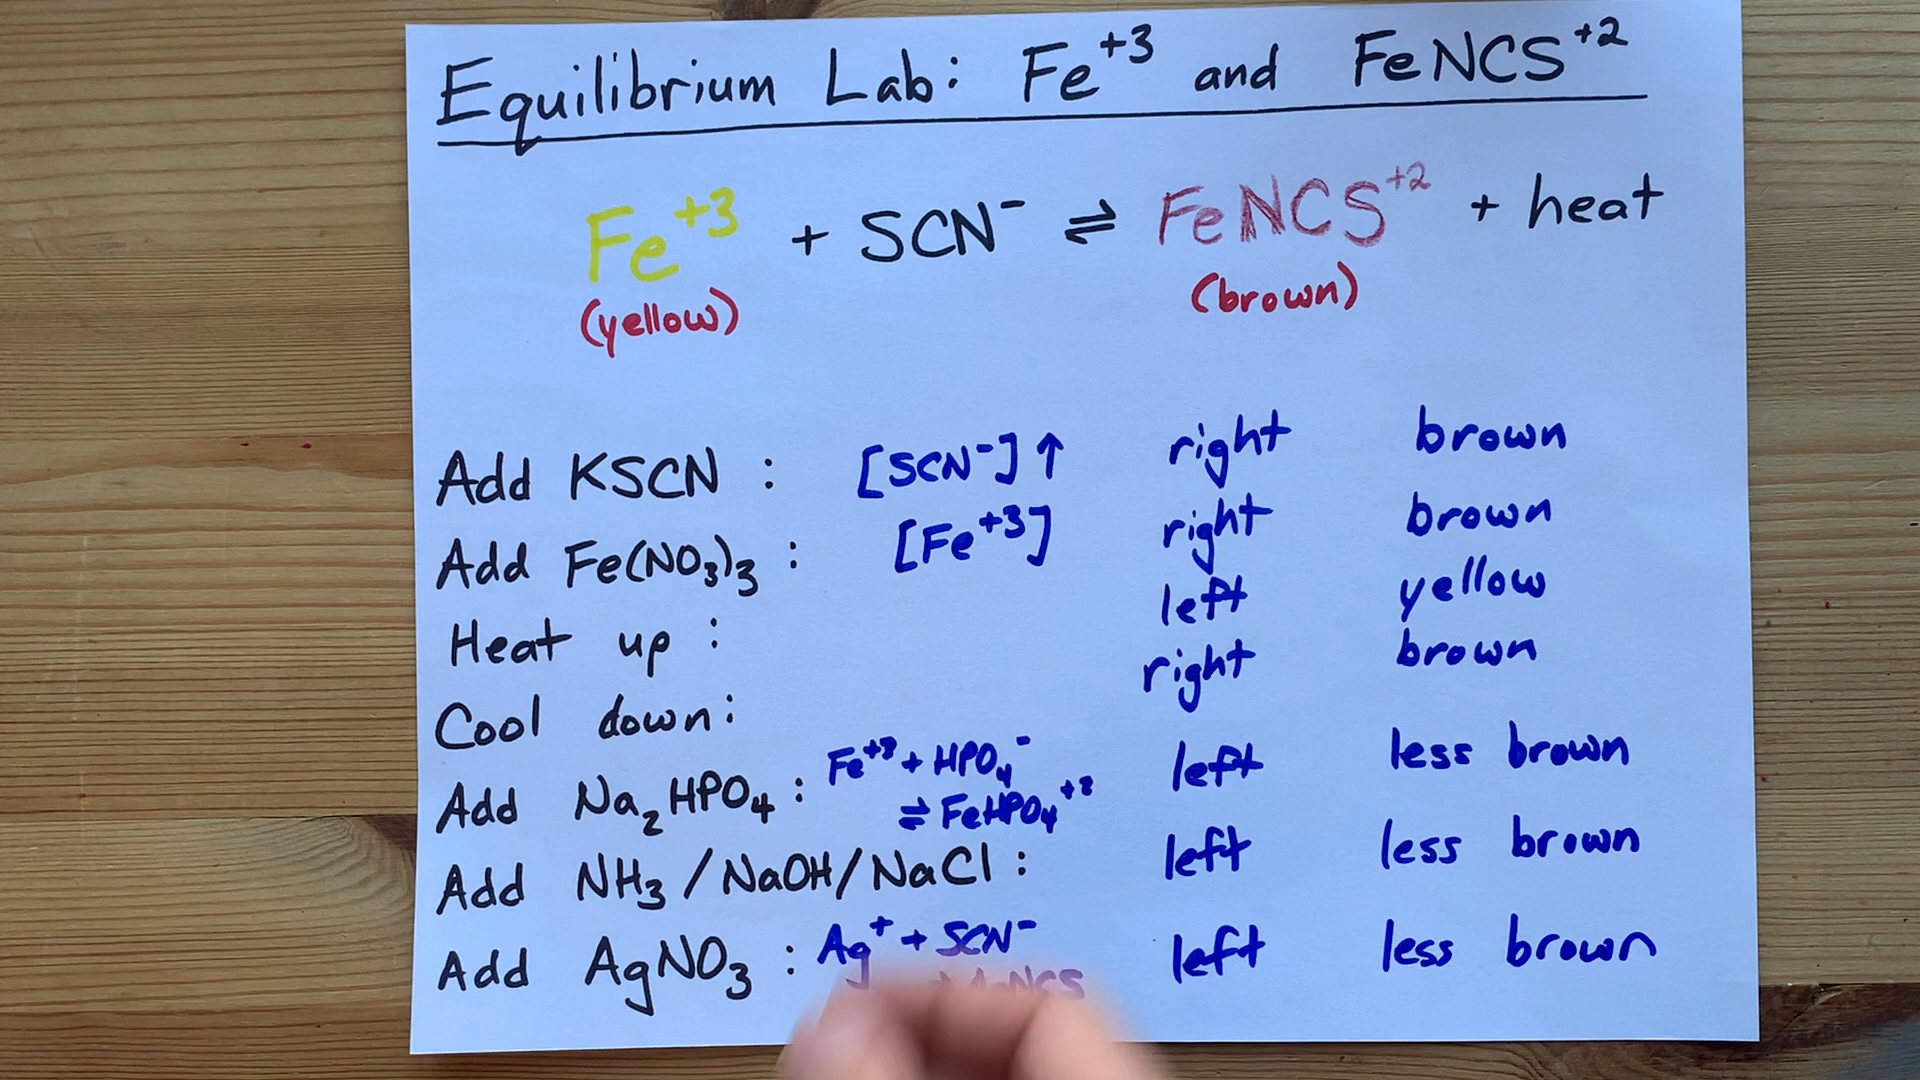 Equilibrium Lab: Fe⁺³ and FeNCS⁺²
Fe⁺³ + SCN⁻ ⇌ FeNCS⁺² + heat
(yellow) (brown)
Add KSCN : [SCN⁻]↑ right brown
Add Fe(NO₃)₃ : [Fe⁺³] right brown
Heat up : left yellow
Cool down: right brown
Add Na₂HPO₄ : Fe⁺³ + HPO₄⁻ left less brown
⇌ FeHPO₄⁺²
Add NH₃ / NaOH / NaCl : left less brown
Add AgNO₃ : Ag⁺ + SCN⁻ left less brown